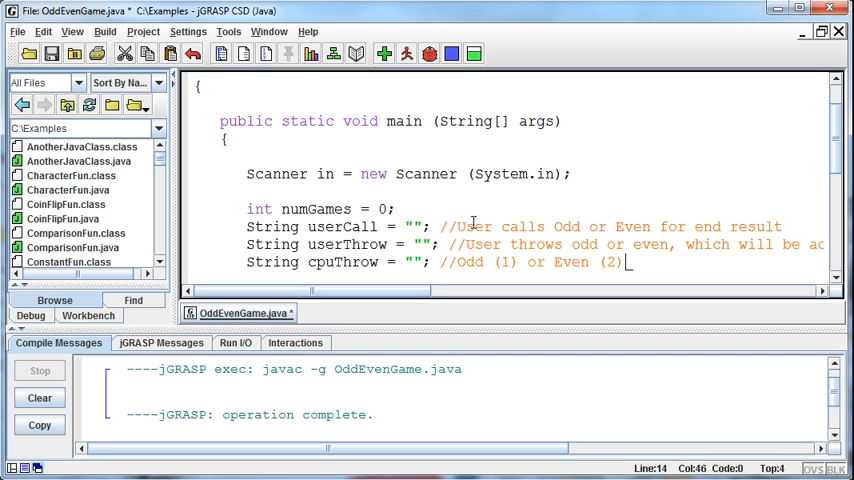 File: OddEvenGame.java * C:\Examples - jGRASP CSD (Java)
File Edit View Build Project Settings Tools Window Help
All Files Sort By Na...
C:\Examples
AnotherJavaClass.class
AnotherJavaClass.java
CharacterFun.class
CharacterFun.java
CoinFlipFun.class
CoinFlipFun.java
ComparisonFun.class
ComparisonFun.java
ConstantFun.class
Browse Find
Debug Workbench
{
public static void main (String[] args)
{
Scanner in = new Scanner (System.in);
int numGames = 0;
String userCall = ""; //User calls Odd or Even for end result
String userThrow = ""; //User throws odd or even, which will be ad
String cpuThrow = ""; //Odd (1) or Even (2)
OddEvenGame.java *
Compile Messages jGRASP Messages Run I/O Interactions
Stop
Clear
Copy
----jGRASP exec: javac -g OddEvenGame.java
----jGRASP: operation complete.
Line:14 Col:46 Code:0 Top:4 OVS BLK